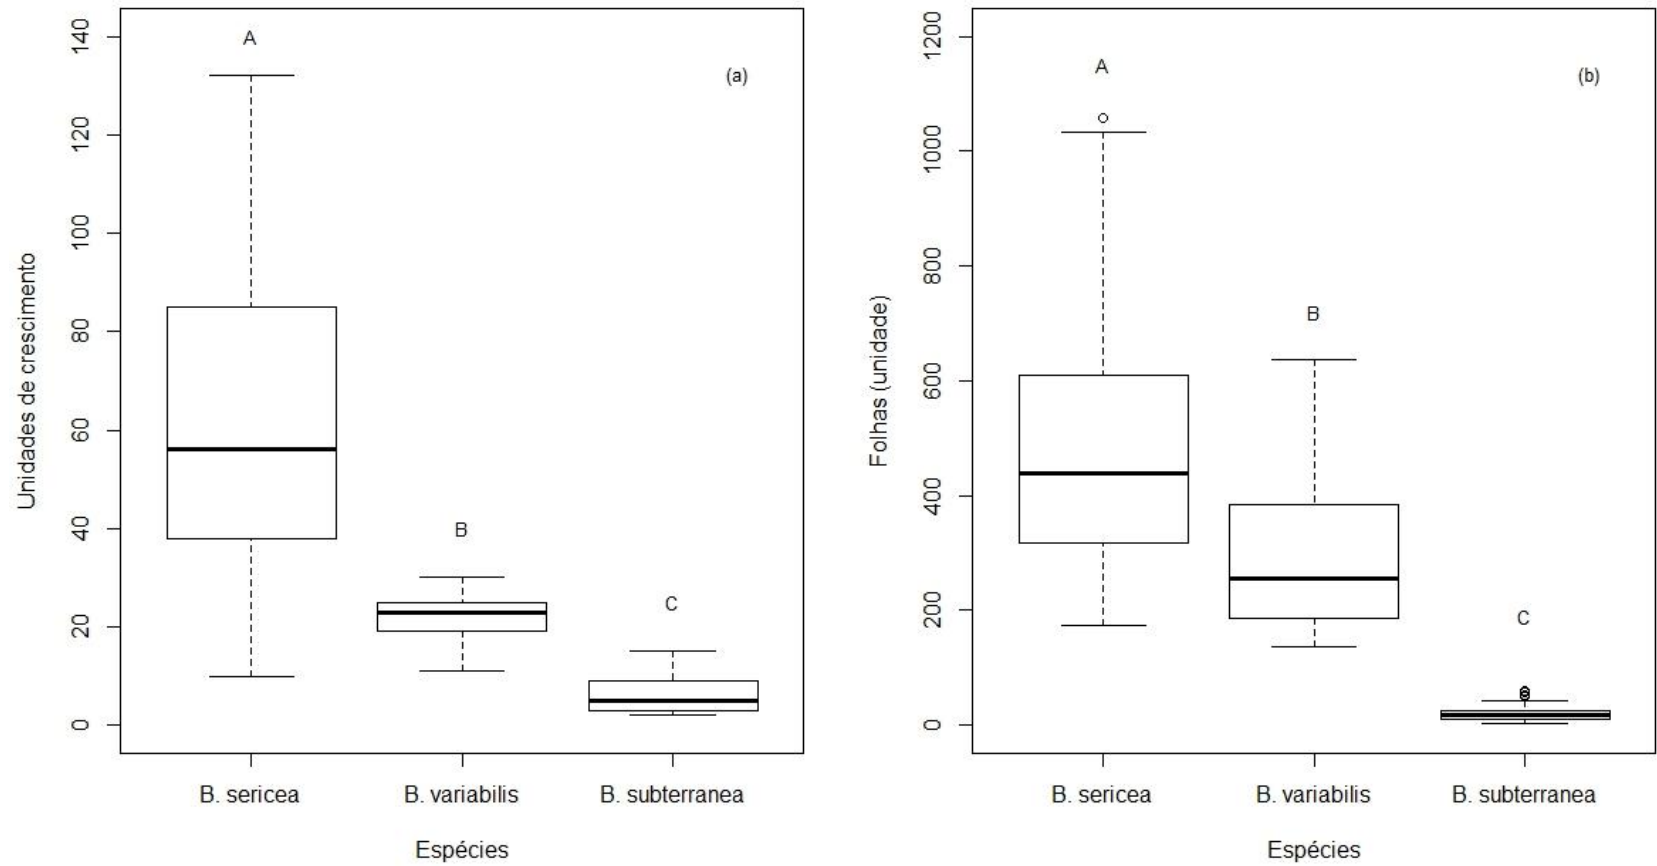 Unidades de crescimento
140
120
100
80
60
40
20
0
A
B
C
(a)
B. sericea
B. variabilis
B. subterranea
Espécies
Folhas (unidade)
1200
1000
800
600
400
200
0
A
B
C
(b)
B. sericea
B. variabilis
B. subterranea
Espécies